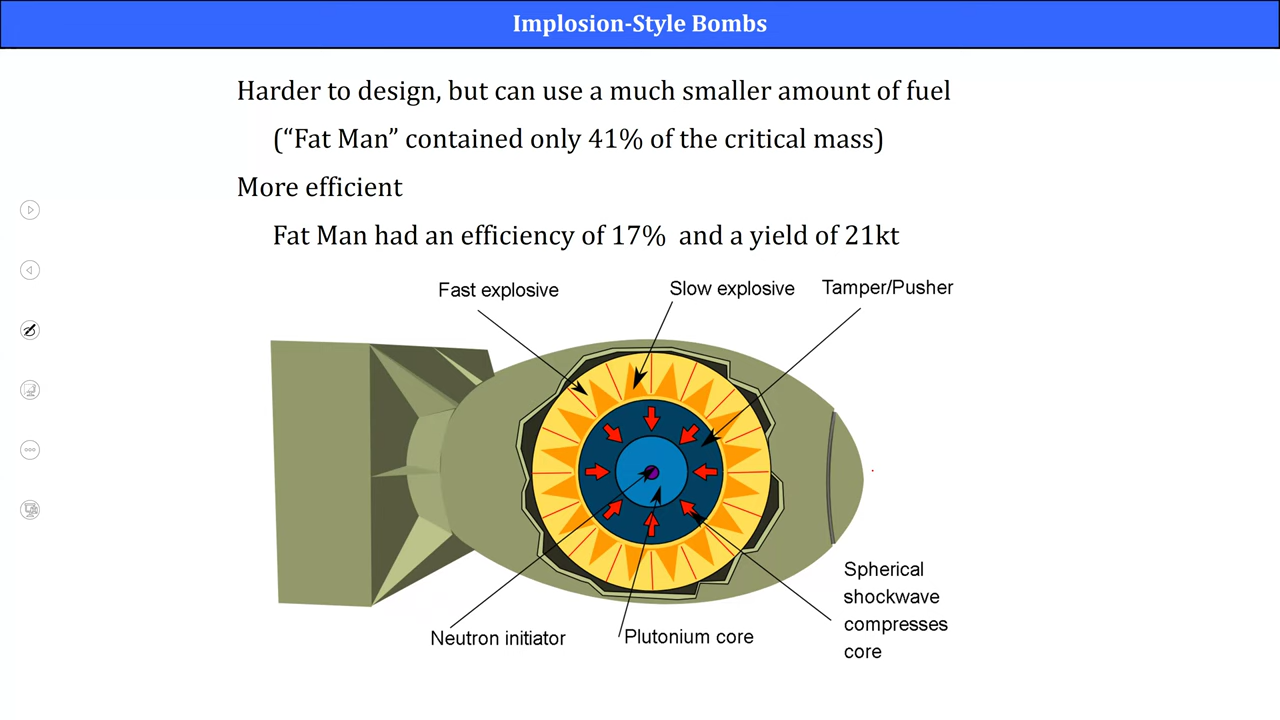 Implosion-Style Bombs
Harder to design, but can use a much smaller amount of fuel
(“Fat Man” contained only 41% of the critical mass)
More efficient
Fat Man had an efficiency of 17%  and a yield of 21kt
Fast explosive
Slow explosive
Tamper/Pusher
Neutron initiator
Plutonium core
Spherical
shockwave
compresses
core